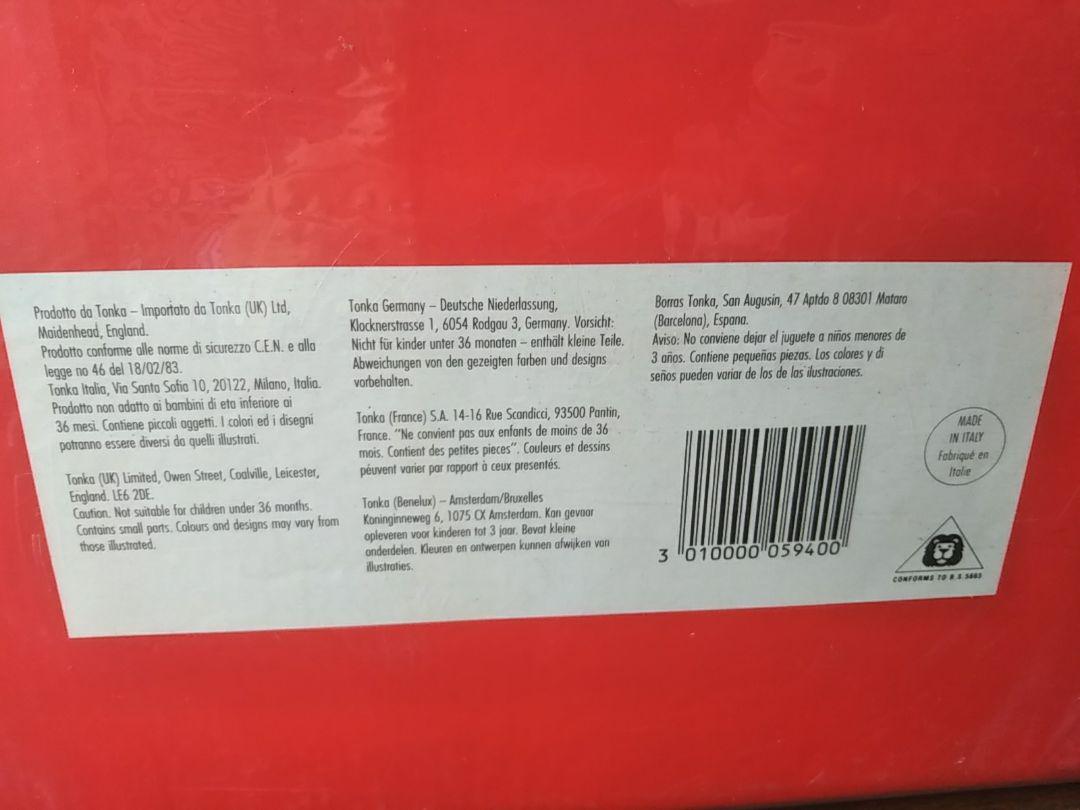 Prodotto da Tonka – Importato da Tonka (UK) Ltd,
Maidenhead, England.
Prodotto conforme alle norme di sicurezzo C.E.N. e alla
legge no 46 del 18/02/83.
Tonka Italia, Via Santa Sofia 10, 20122, Milano, Italia.
Prodotto non adatto ai bambini di eta inferiore ai
36 mesi. Contiene piccoli oggetti. I colori ed i disegni
potranno essere diversi da quelli illustrati.
Tonka (UK) Limited, Owen Street, Coalville, Leicester,
England. LE6 2DE.
Caution. Not suitable for children under 36 months.
Contains small parts. Colours and designs may vary from
those illustrated.
Tonka Germany – Deutsche Niederlassung,
Klocknerstrasse 1, 6054 Rodgau 3, Germany. Vorsicht:
Nicht für kinder unter 36 monaten – enthält kleine Teile.
Abweichungen von den gezeigten farben und designs
vorbehalten.
Tonka (France) S.A. 14-16 Rue Scandicci, 93500 Pantin,
France. "Ne convient pas aux enfants de moins de 36
mois. Contient des petites pieces". Couleurs et dessins
péuvent varier par rapport à ceux presentés.
Tonka (Benelux) – Amsterdam/Bruxelles
Koninginneweg 6, 1075 CX Amsterdam. Kan gevaar
opleveren voor kinderen tot 3 jaar. Bevat kleine
onderdelen. Kleuren en ontwerpen kunnen afwijken van
illustraties.
Borras Tonka, San Augusin, 47 Aptdo 8 08301 Mataro
(Barcelona), Espana.
Aviso: No conviene dejar el juguete a niños menores de
3 años. Contiene pequeñas piezas. Los colores y di
seños pueden variar de los de las ilustraciones.
3 010000 059400
MADE
IN ITALY
Fabriqué en
Italie
CONFORMS TO B.S. 5665